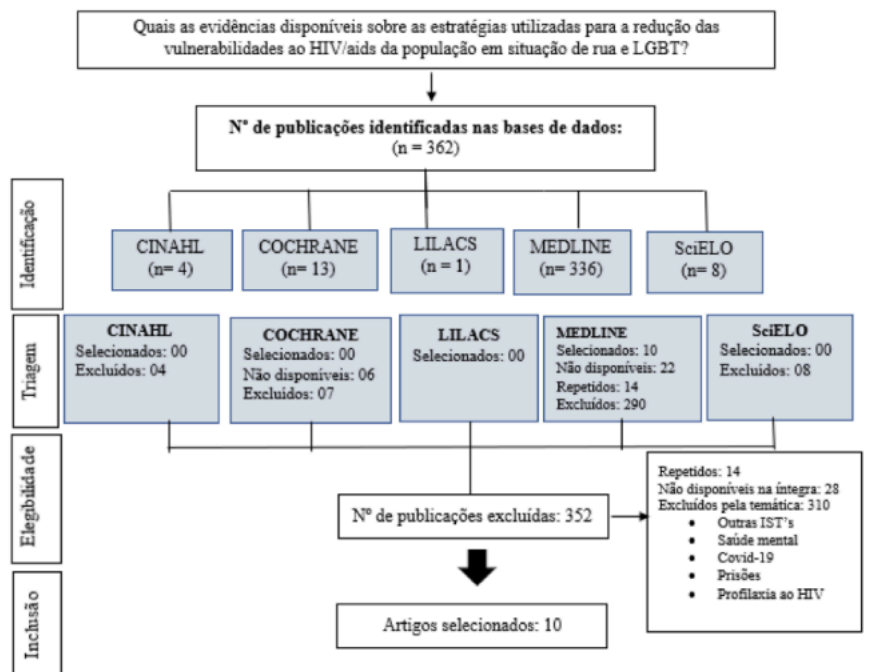 Quais as evidências disponíveis sobre as estratégias utilizadas para a redução das
vulnerabilidades ao HIV/aids da população em situação de rua e LGBT?
Nº de publicações identificadas nas bases de dados:
(n = 362)
Identificação
CINAHL
(n= 4)
COCHRANE
(n= 13)
LILACS
(n = 1)
MEDLINE
(n= 336)
SciELO
(n= 8)
Triagem
CINAHL
Selecionados: 00
Excluídos: 04
COCHRANE
Selecionados: 00
Não disponíveis: 06
Excluídos: 07
LILACS
Selecionados: 00
MEDLINE
Selecionados: 10
Não disponíveis: 22
Repetidos: 14
Excluídos: 290
SciELO
Selecionados: 00
Excluídos: 08
Elegibilidade
Nº de publicações excluídas: 352
Repetidos: 14
Não disponíveis na íntegra: 28
Excluídos pela temática: 310
• Outras IST's
• Saúde mental
• Covid-19
• Prisões
• Profilaxia ao HIV
Inclusão
Artigos selecionados: 10